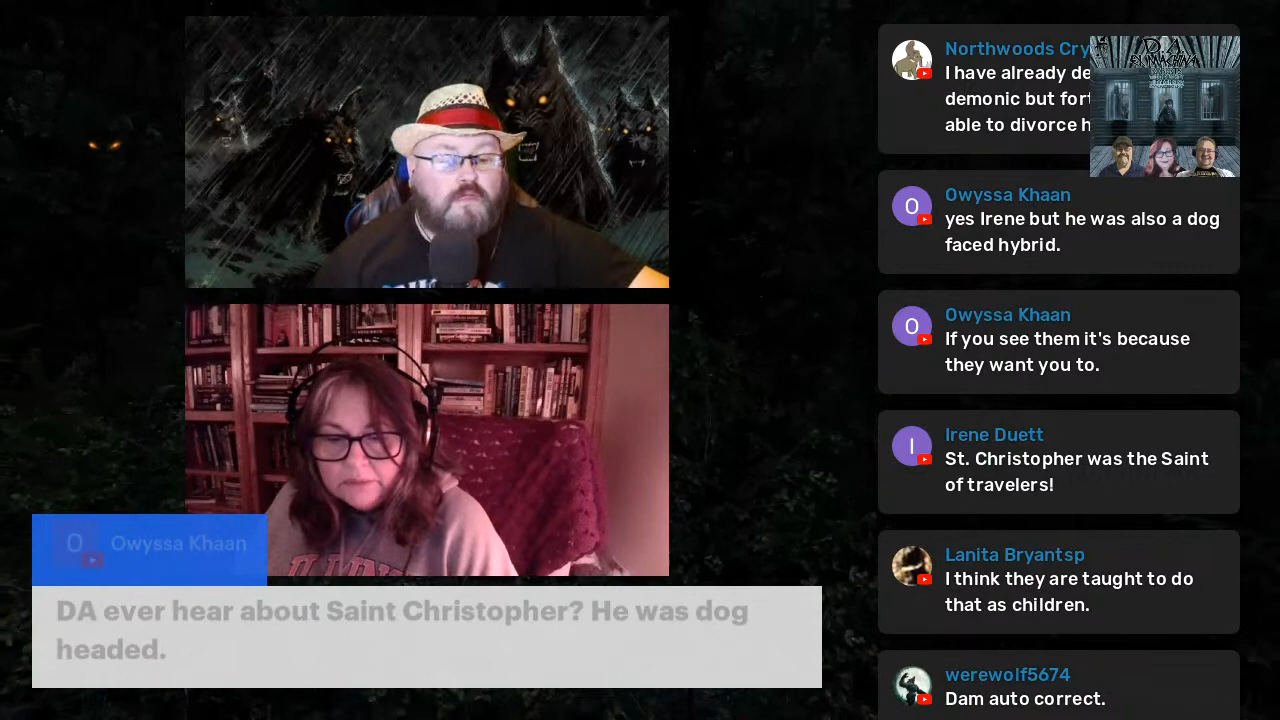 Northwoods Cry
I have already de
demonic but fort
able to divorce h
O
Owyssa Khaan
yes Irene but he was also a dog
faced hybrid.
O
Owyssa Khaan
If you see them it's because
they want you to.
I
Irene Duett
St. Christopher was the Saint
of travelers!
Lanita Bryantsp
I think they are taught to do
that as children.
werewolf5674
Dam auto correct.
O
Owyssa Khaan
DA ever hear about Saint Christopher? He was dog
headed.